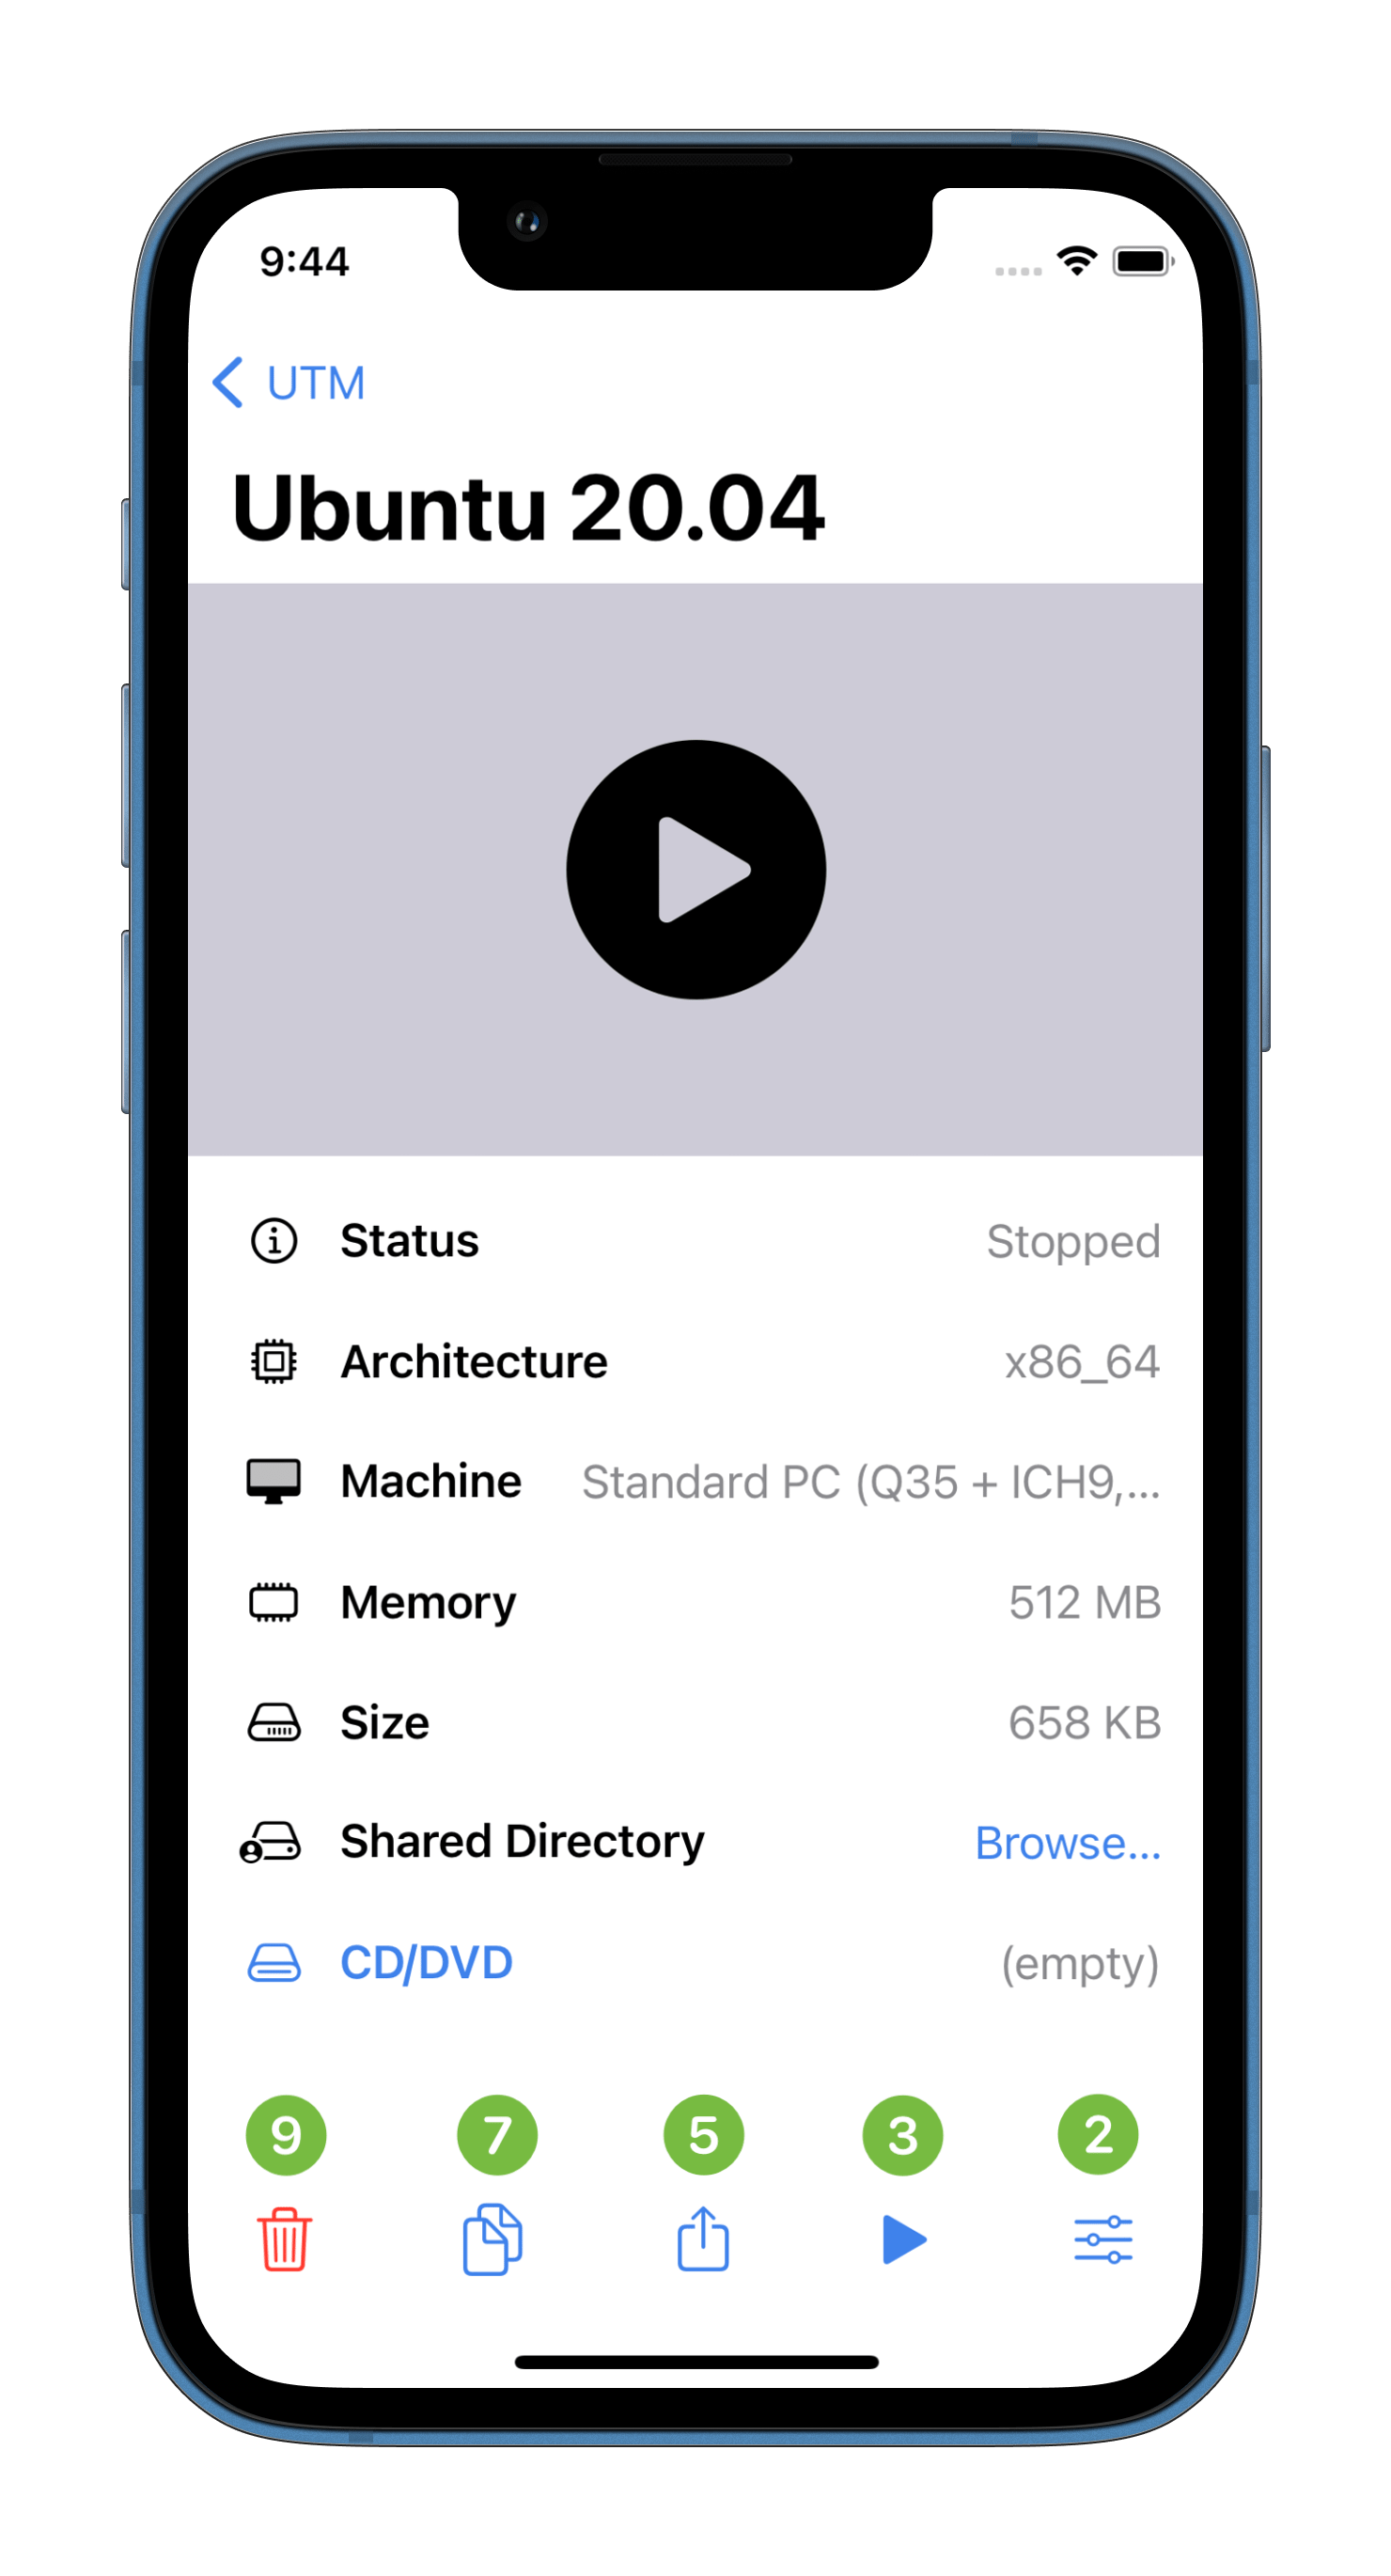 9:44
UTM
Ubuntu 20.04
Status Stopped
Architecture x86_64
Machine Standard PC (Q35 + ICH9,...
Memory 512 MB
Size 658 KB
Shared Directory Browse...
CD/DVD (empty)
9 7 5 3 2